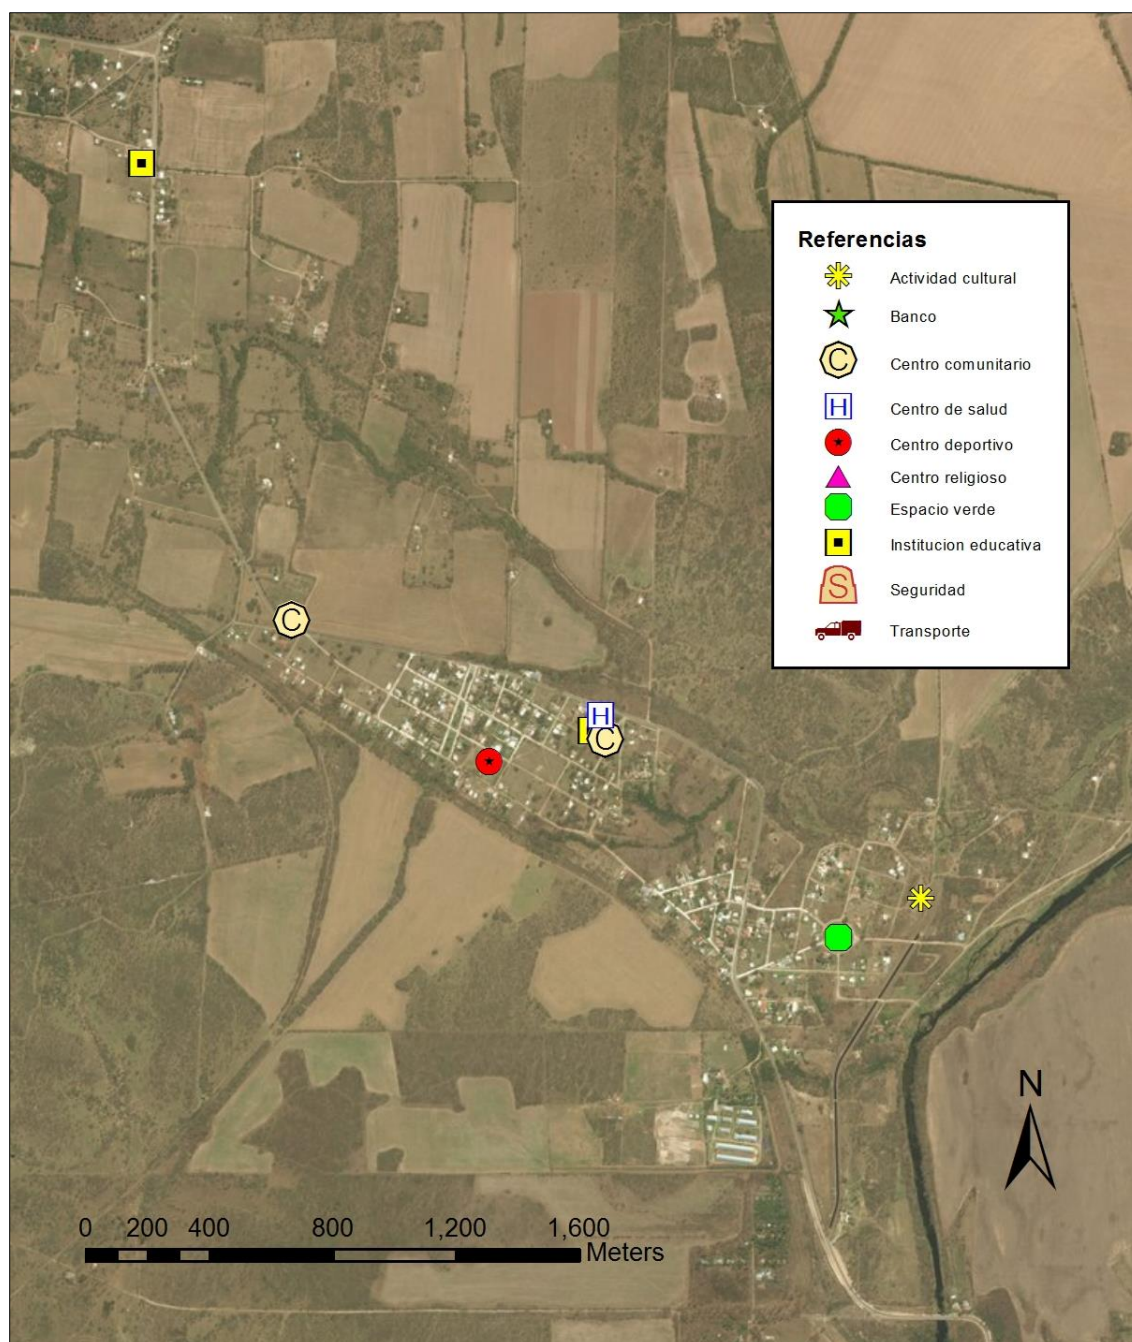 Referencias
Actividad cultural
Banco
C Centro comunitario
H Centro de salud
Centro deportivo
Centro religioso
Espacio verde
Institucion educativa
S Seguridad
Transporte
C
H
C
N
0 200 400 800 1,200 1,600
Meters